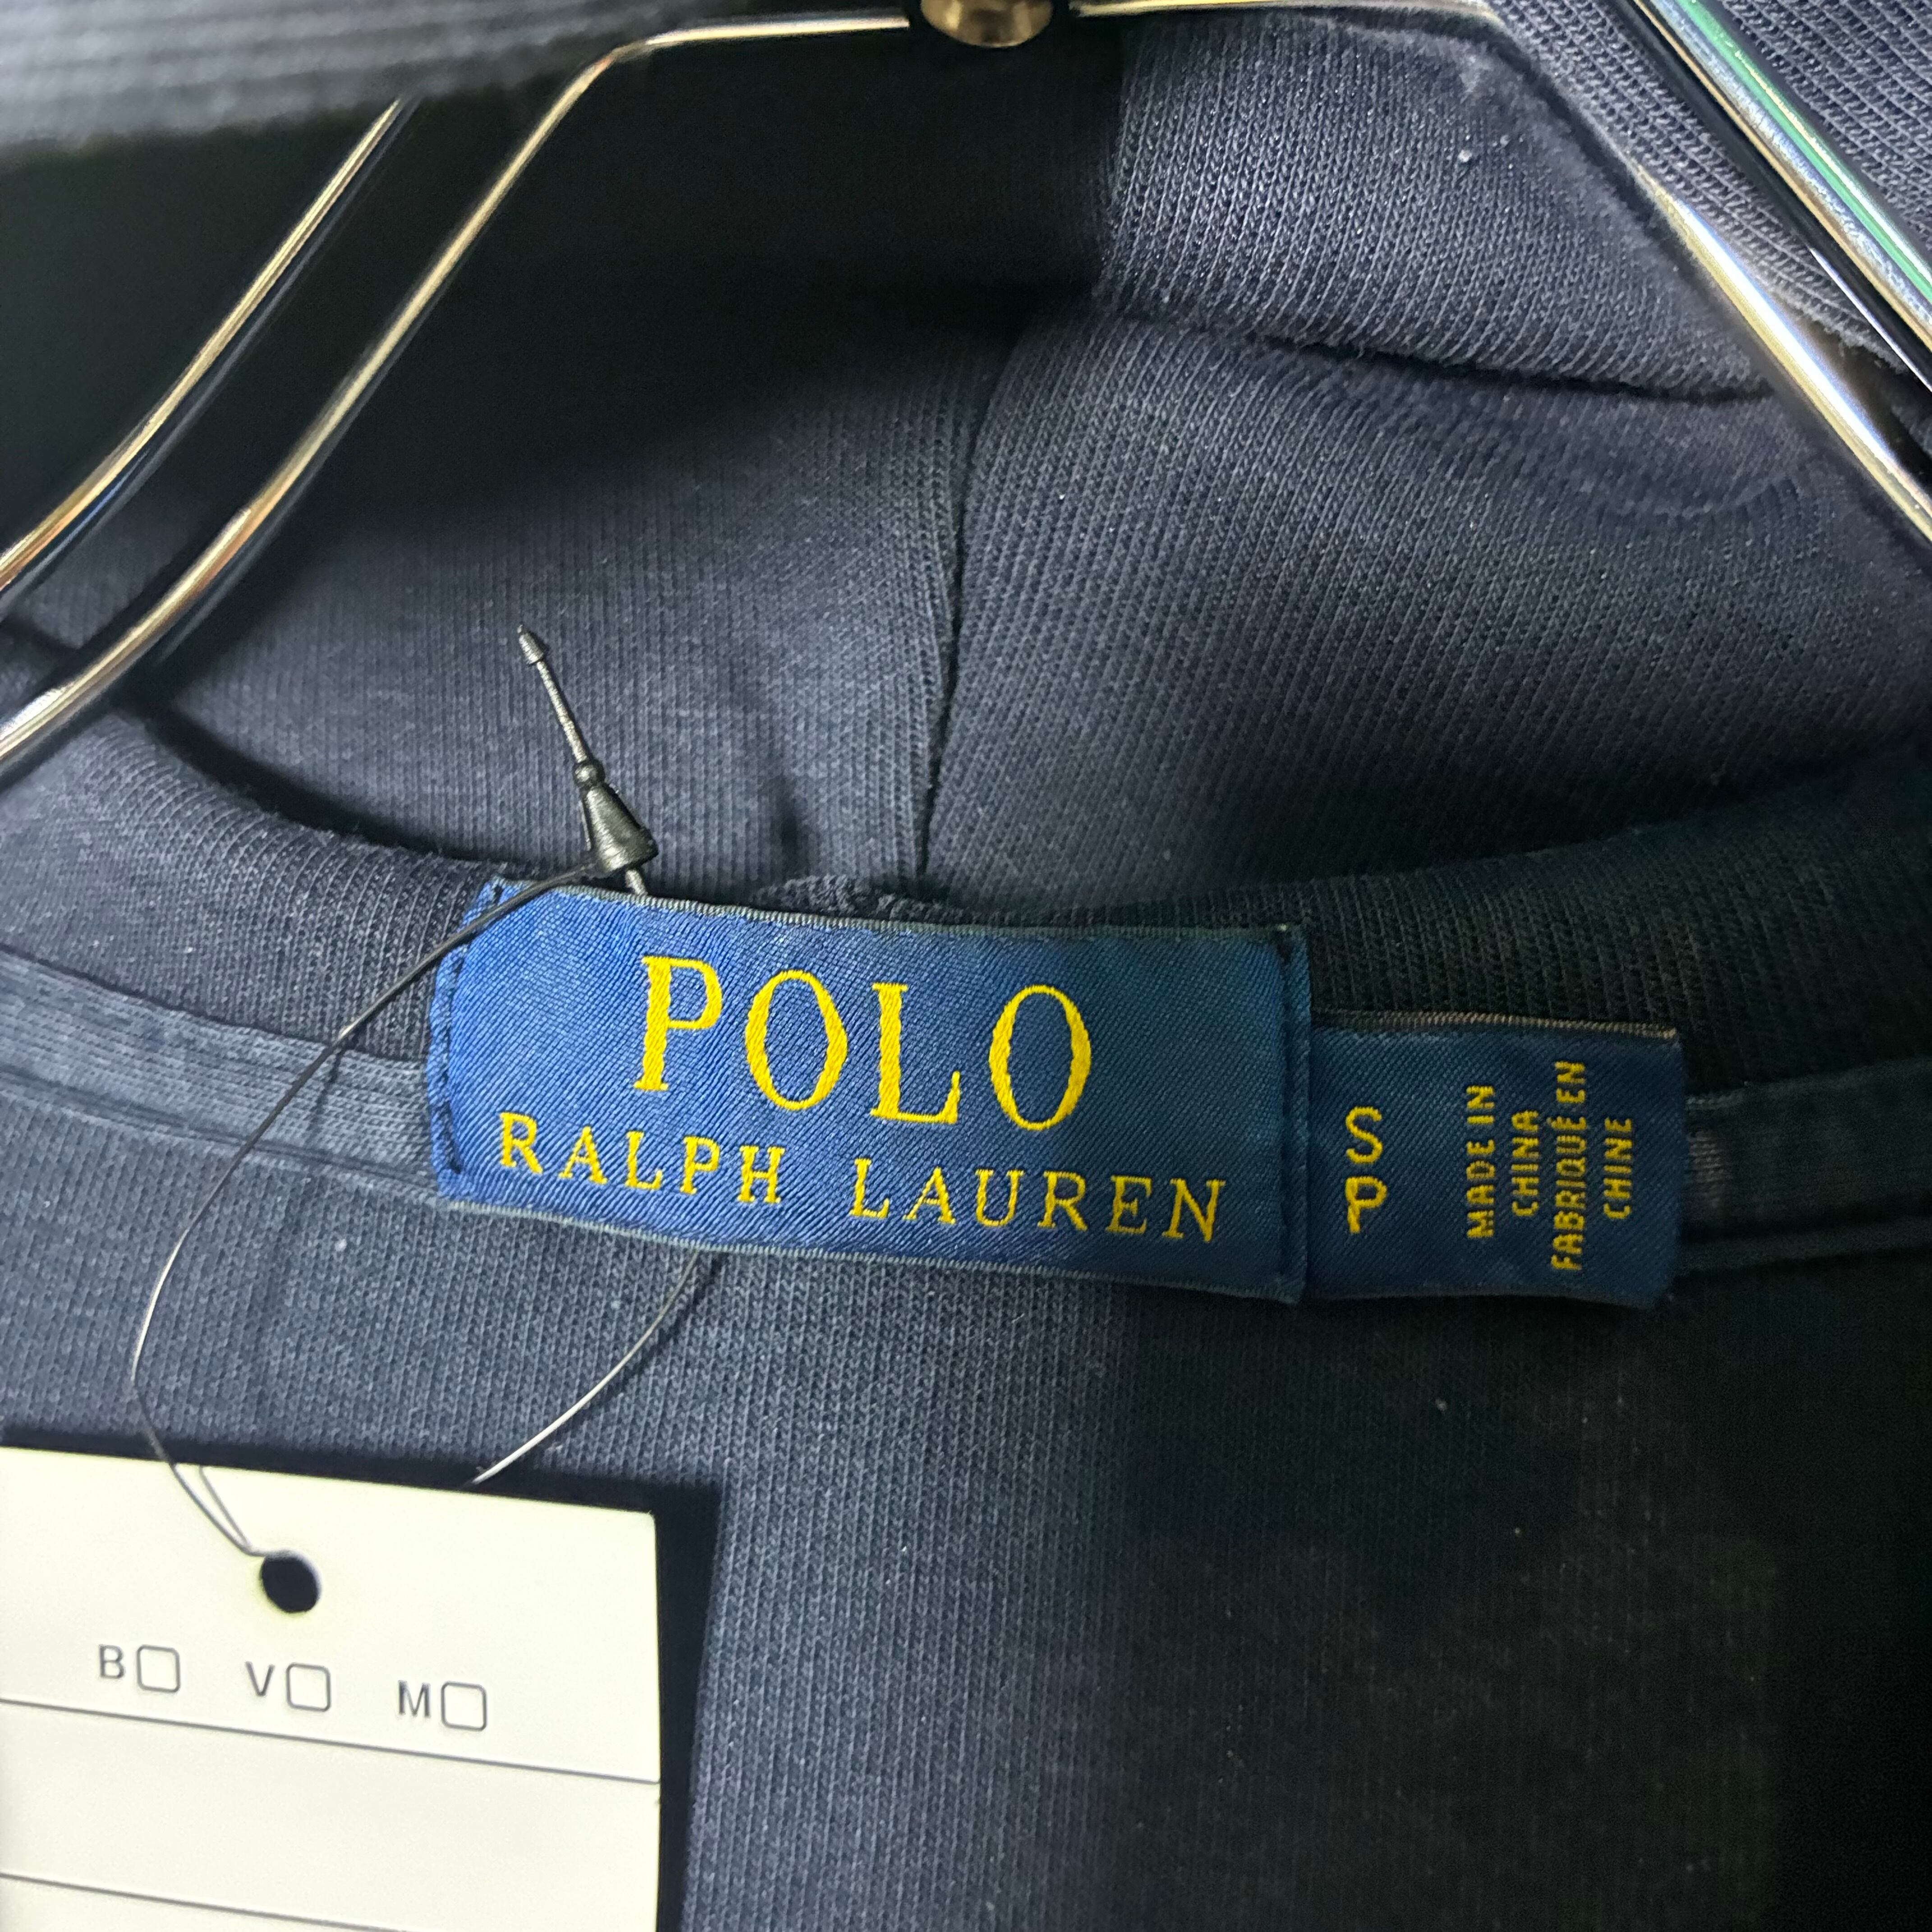 POLO
RALPH LAUREN
S
P
MADE IN
CHINA
FABRIQUÉ EN
CHINE
B V M